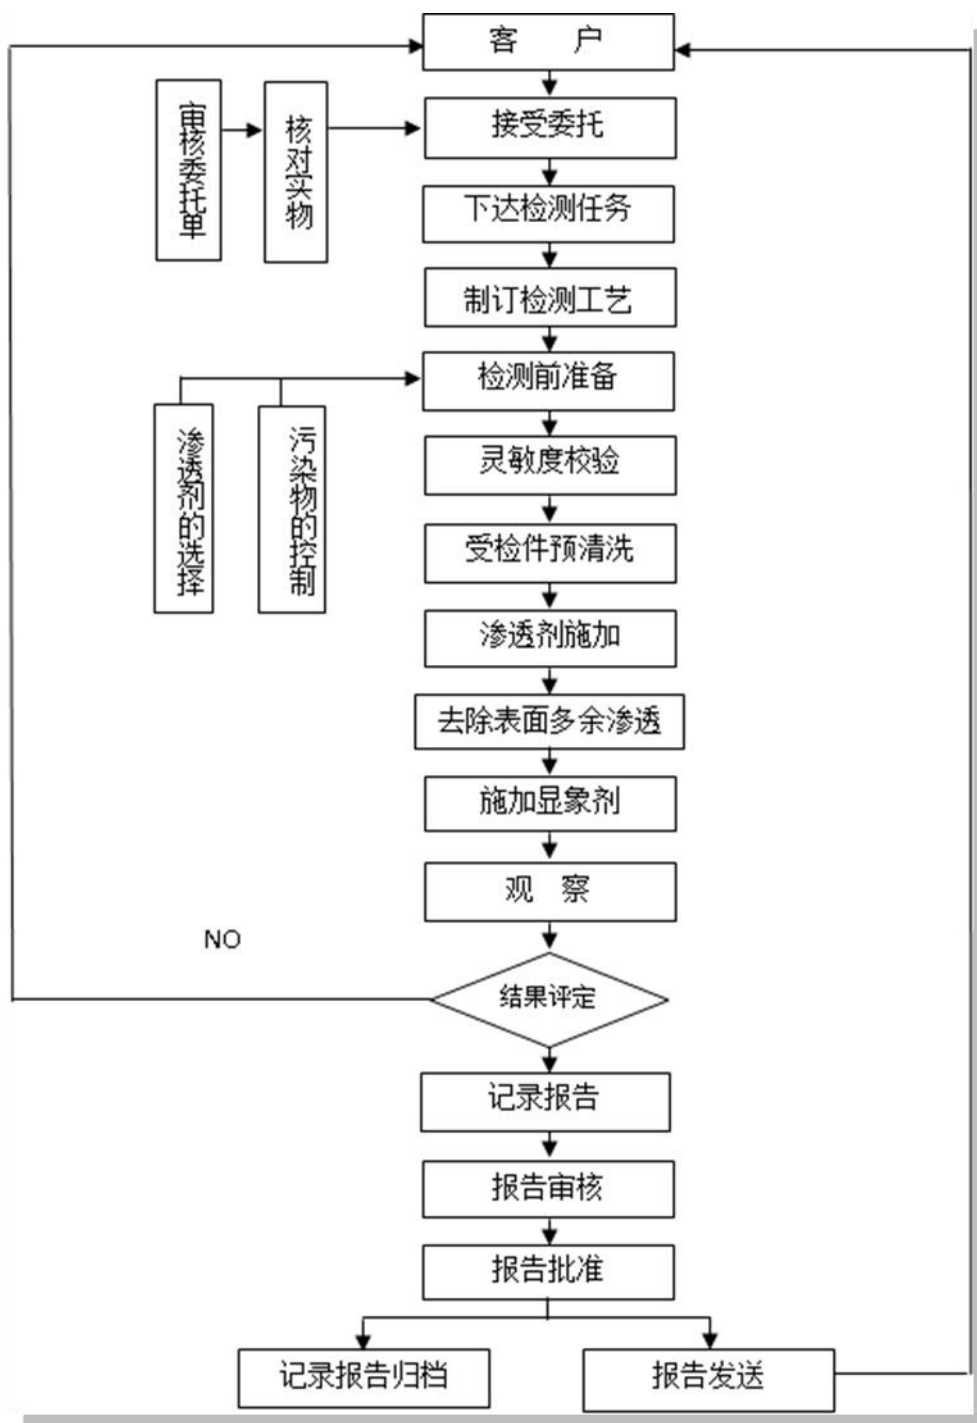 客 户
接受委托
审核委托单
核对实物
下达检测任务
制订检测工艺
检测前准备
渗透剂的选择
污染物的控制
灵敏度校验
受检件预清洗
渗透剂施加
去除表面多余渗透
施加显象剂
观 察
NO
结果评定
记录报告
报告审核
报告批准
记录报告归档
报告发送